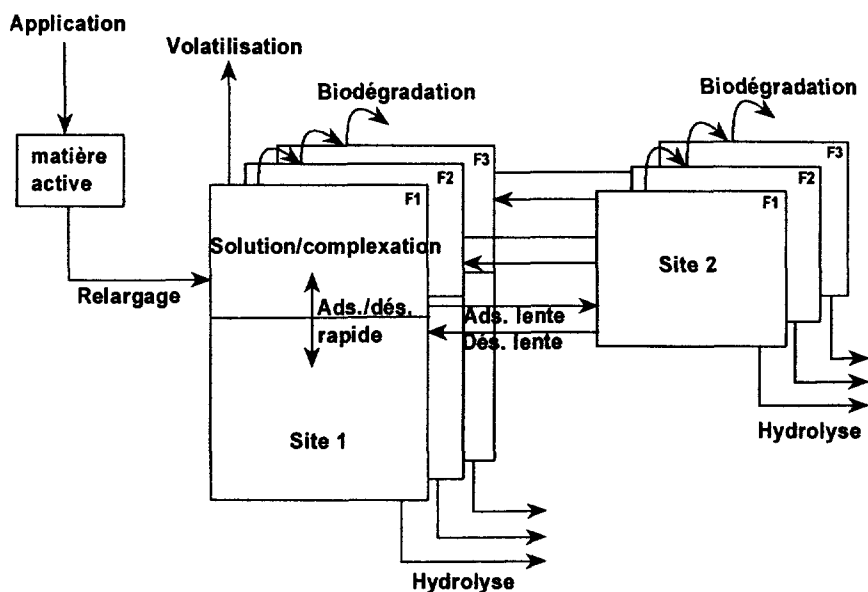 Application
Volatilisation
Biodégradation
Biodégradation
matière
active
F3
F2
F1
F3
F2
F1
Solution/complexation
Site 2
Relargage
Ads./dés.
rapide
Ads. lente
Dés. lente
Site 1
Hydrolyse
Hydrolyse